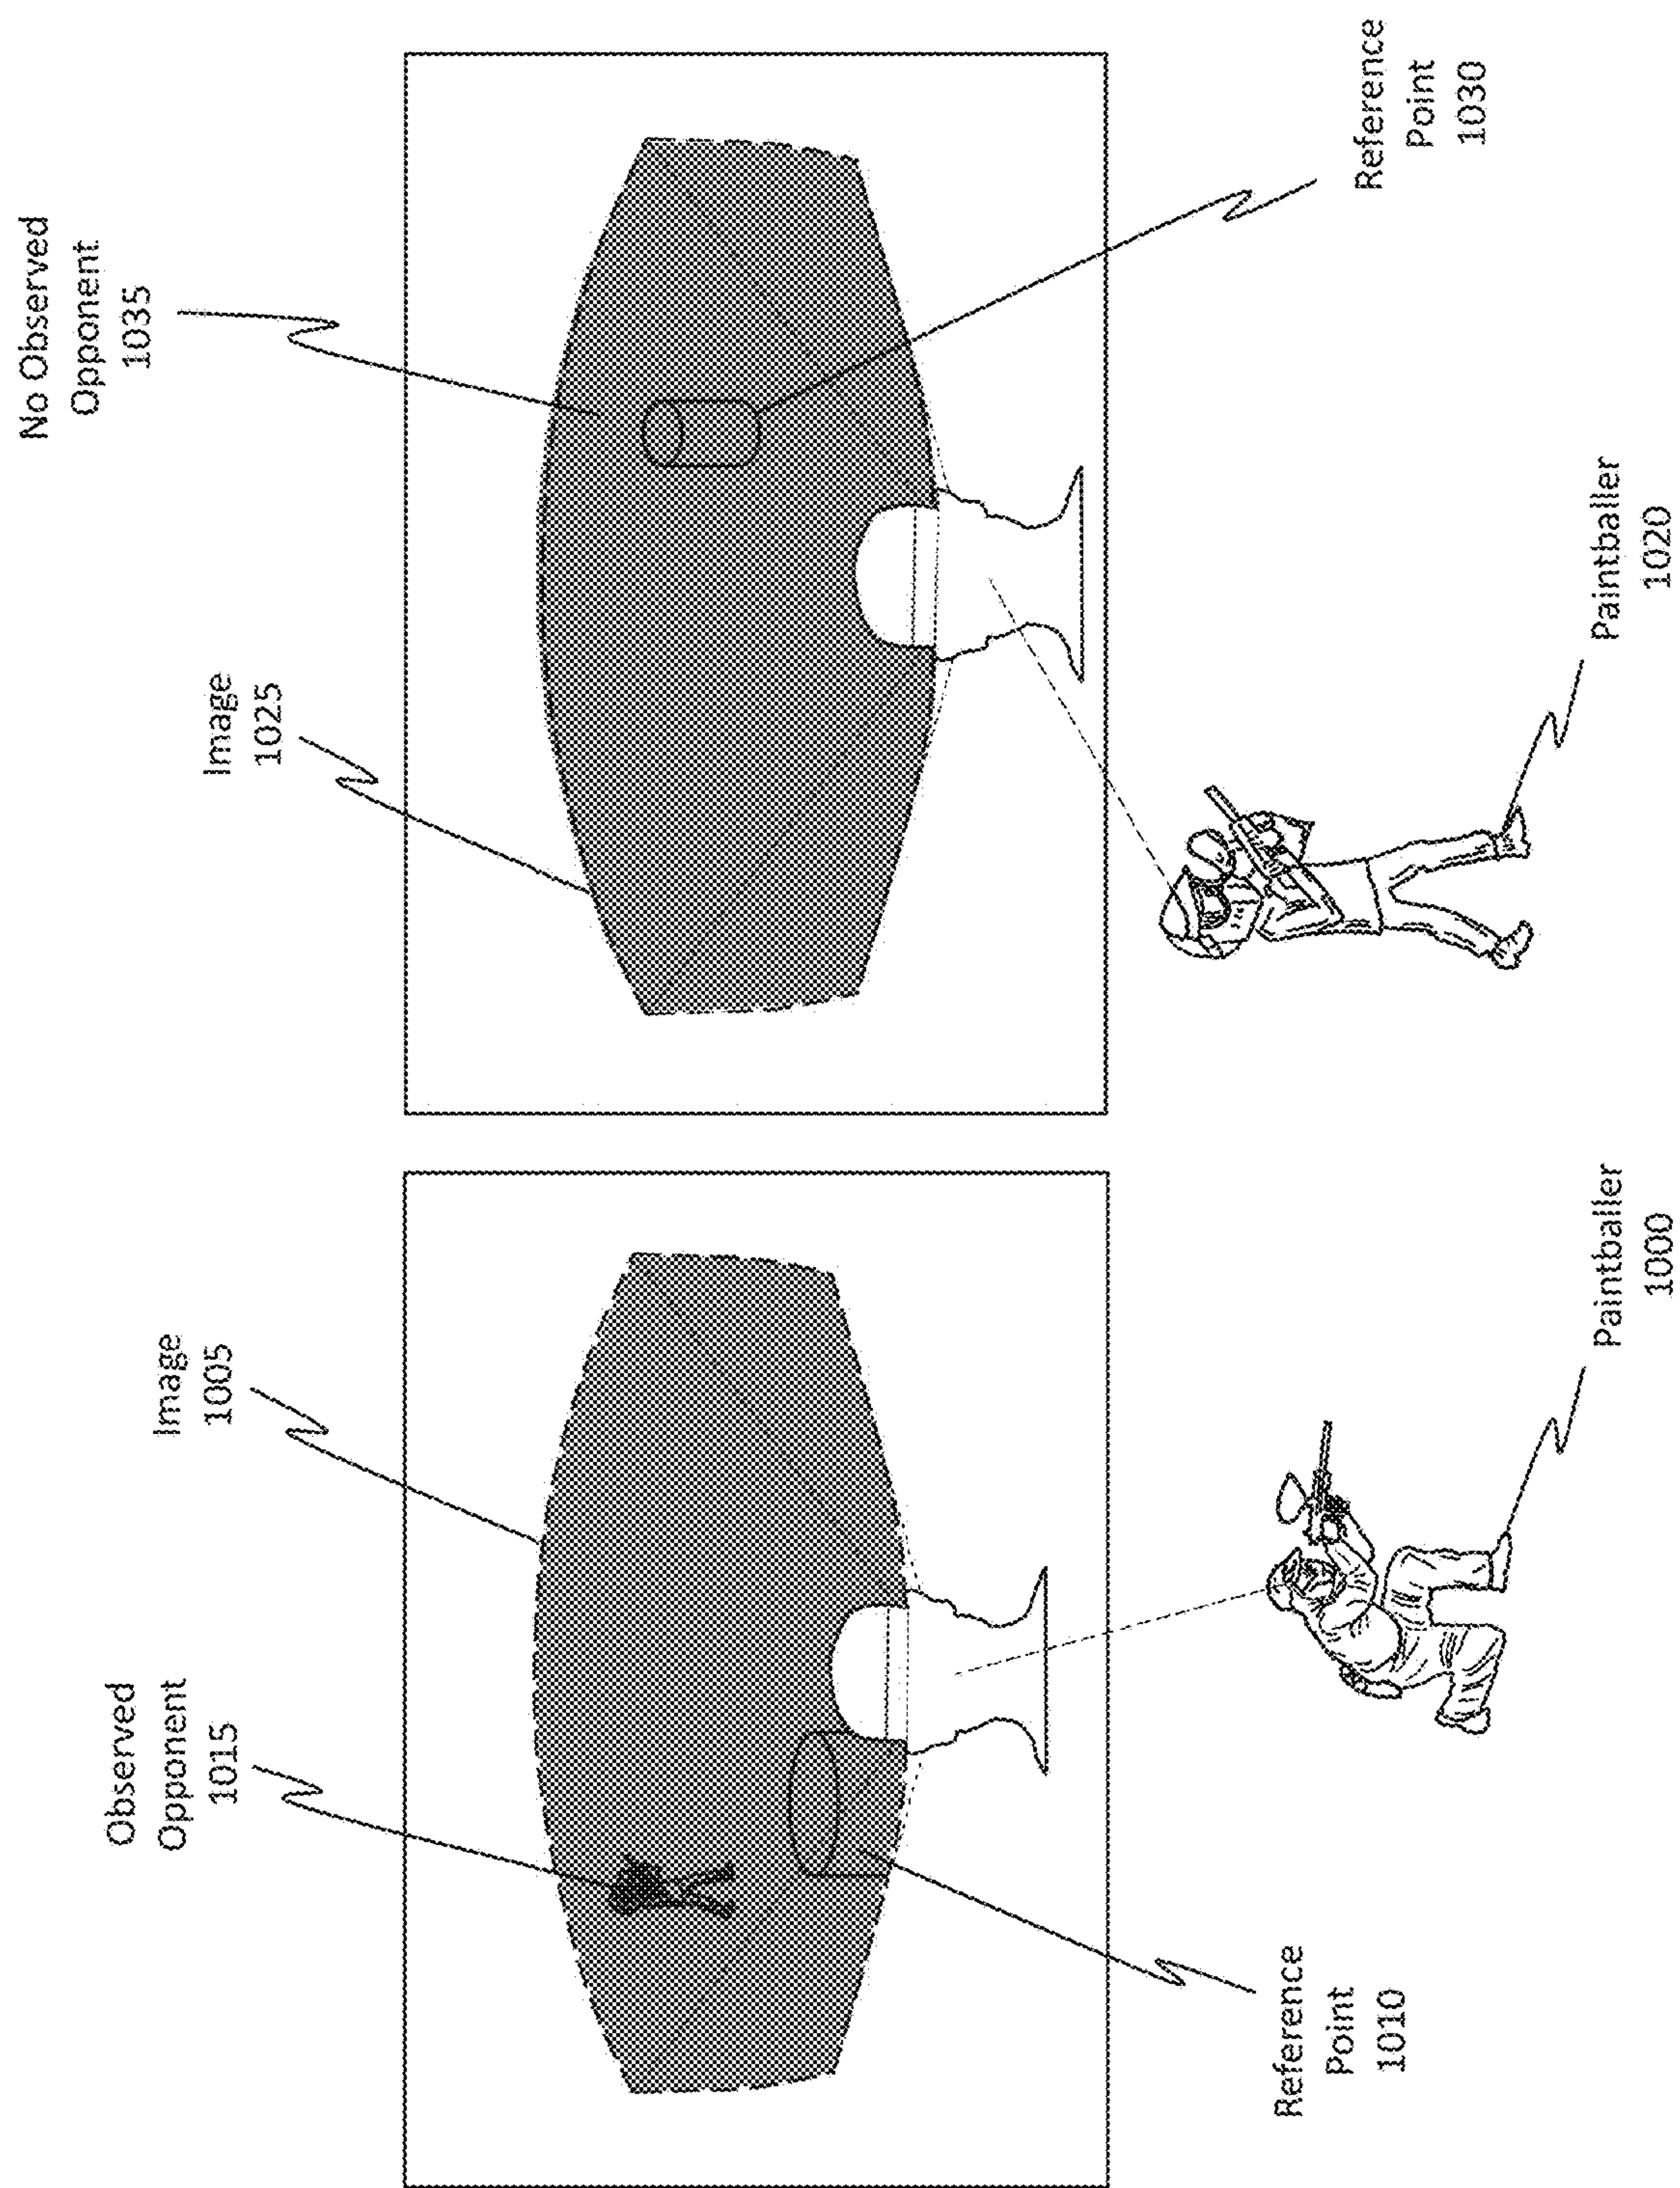 Observed
Opponent
1015
Image
1005
Image
1025
No Observed
Opponent
1035
Reference
Point
1010
Paintballer
1000
Paintballer
1020
Reference
Point
1030